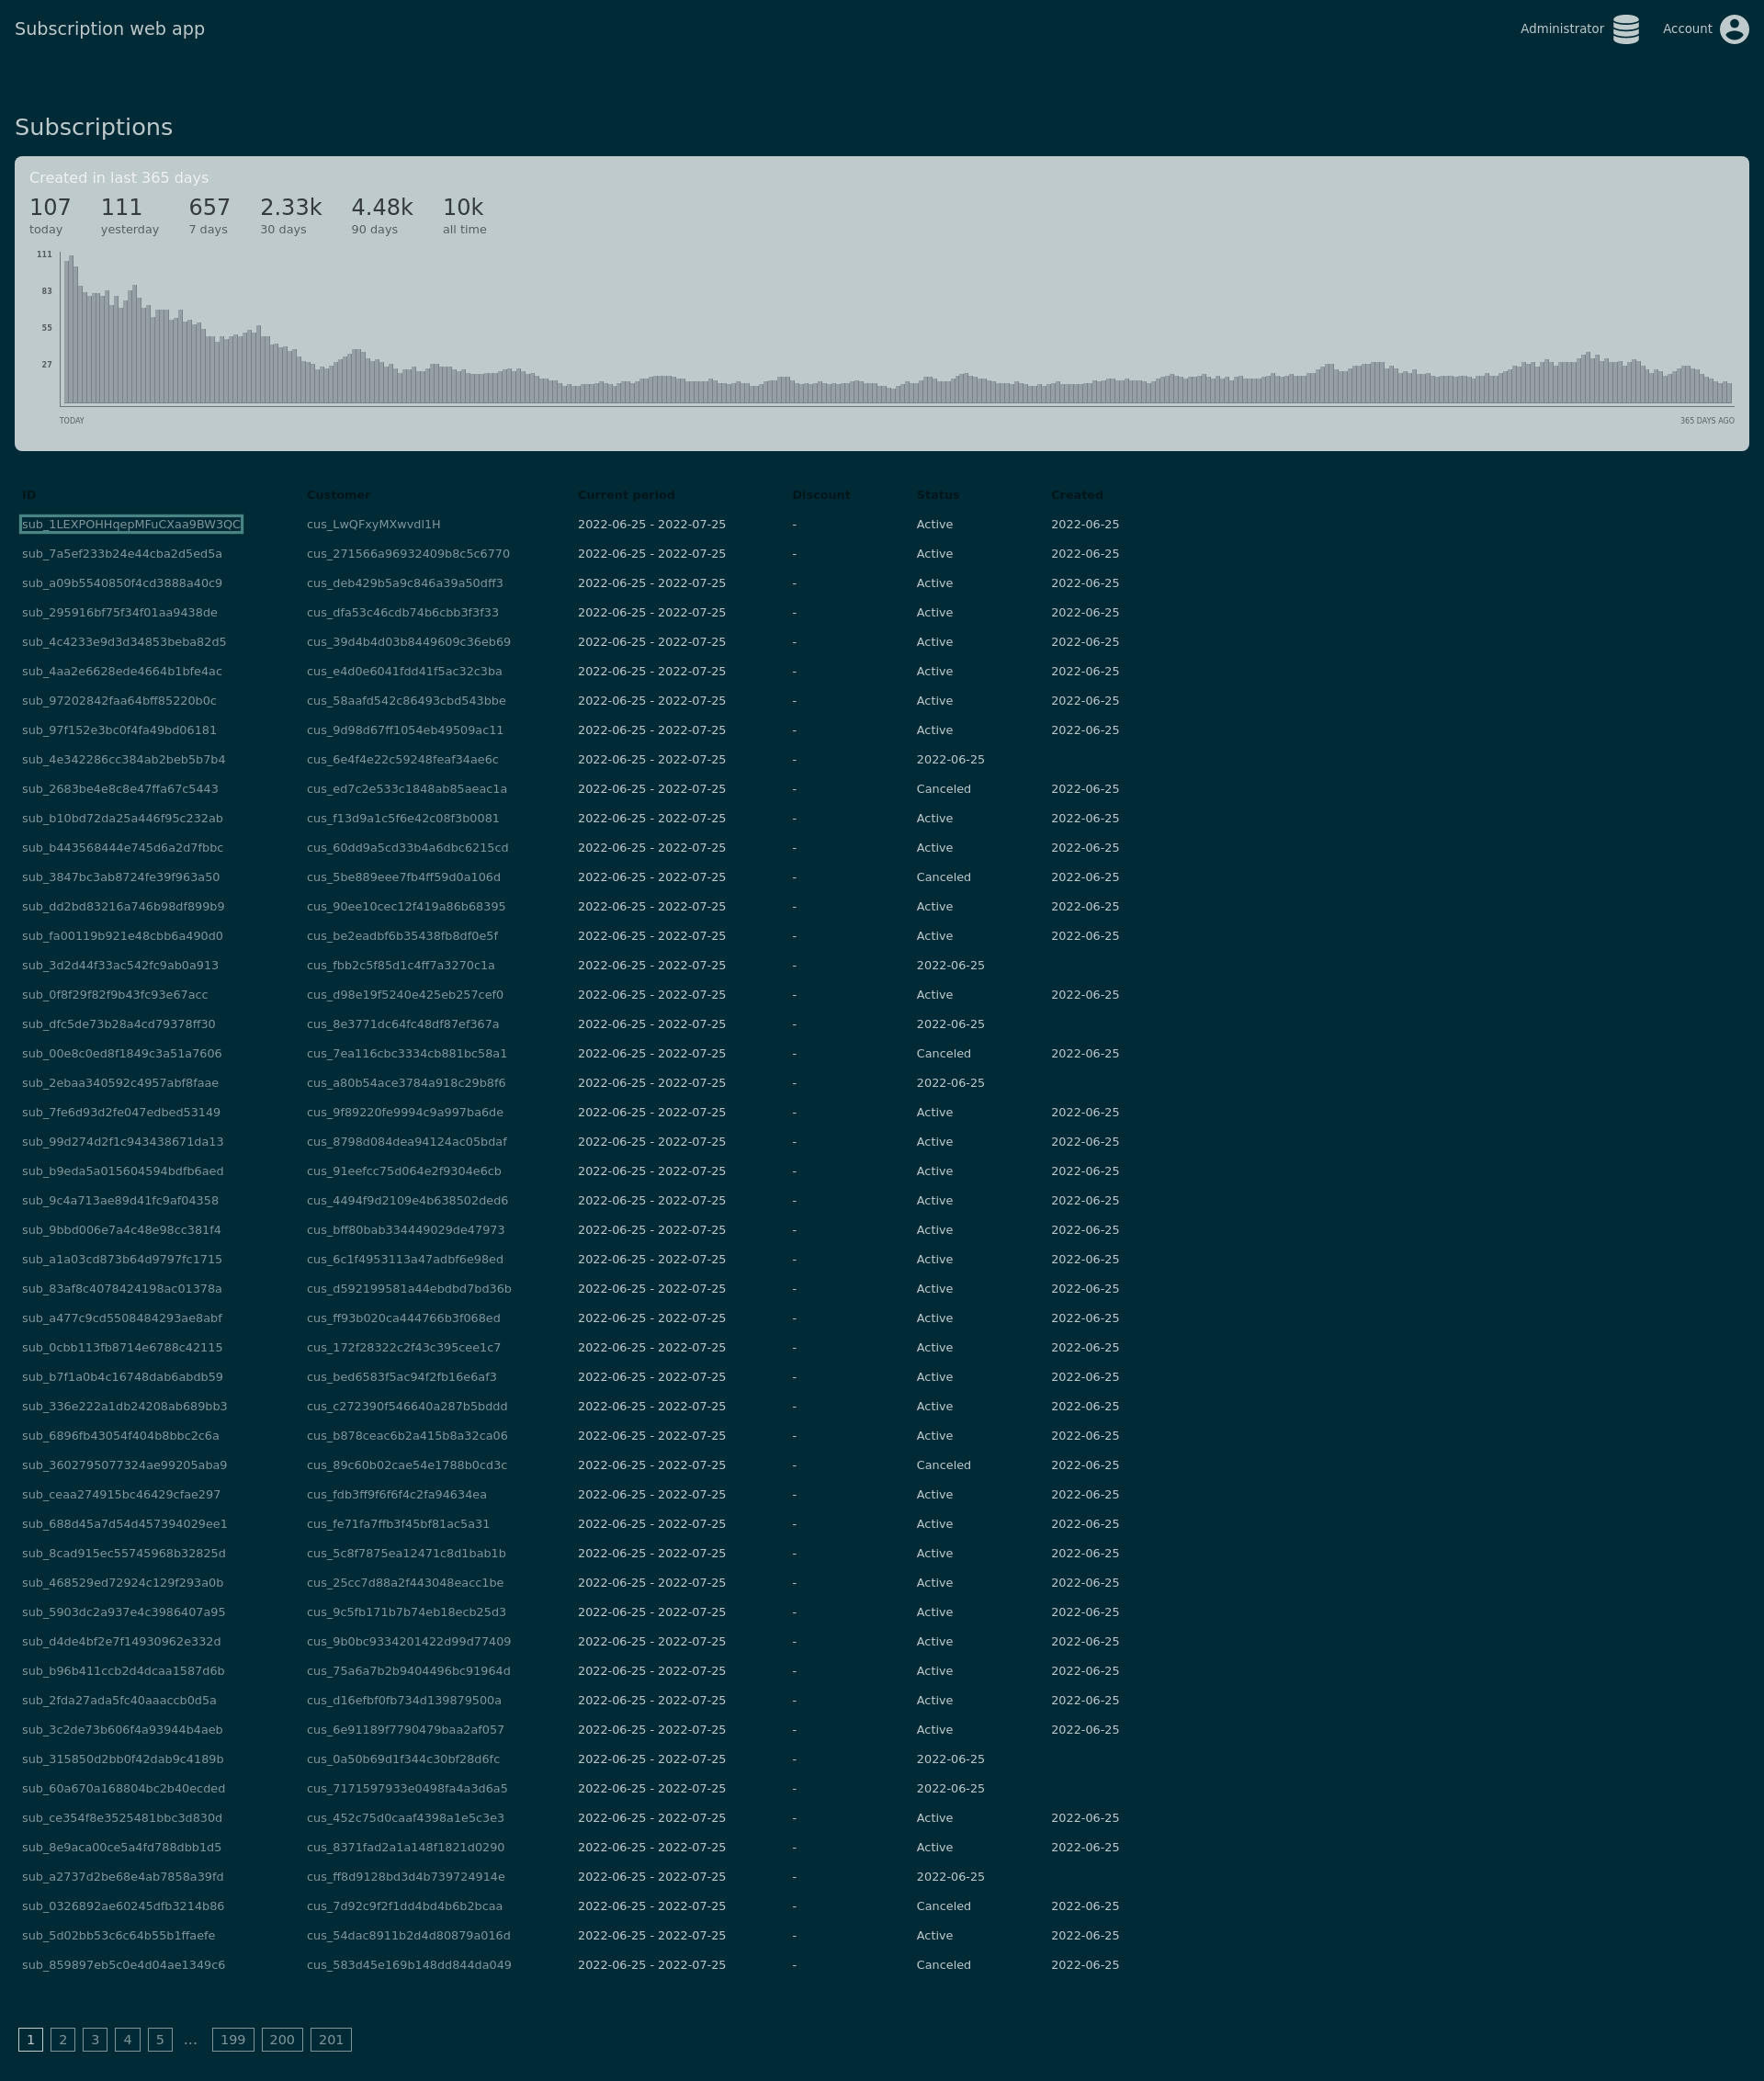 Subscription web app
Administrator
Account
Subscriptions
Created in last 365 days
107 111 657 2.33k 4.48k 10k
today yesterday 7 days 30 days 90 days all time
111
83
55
27
TODAY 365 DAYS AGO
ID Customer Current period Discount Status Created
sub_1LEXPOHHqepMFuCXaa9BW3QC cus_LwQFxyMXwvdl1H 2022-06-25 - 2022-07-25 - Active 2022-06-25
sub_7a5ef233b24e44cba2d5ed5a cus_271566a96932409b8c5c6770 2022-06-25 - 2022-07-25 - Active 2022-06-25
sub_a09b5540850f4cd3888a40c9 cus_deb429b5a9c846a39a50dff3 2022-06-25 - 2022-07-25 - Active 2022-06-25
sub_295916bf75f34f01aa9438de cus_dfa53c46cdb74b6cbb3f3f33 2022-06-25 - 2022-07-25 - Active 2022-06-25
sub_4c4233e9d3d34853beba82d5 cus_39d4b4d03b8449609c36eb69 2022-06-25 - 2022-07-25 - Active 2022-06-25
sub_4aa2e6628ede4664b1bfe4ac cus_e4d0e6041fdd41f5ac32c3ba 2022-06-25 - 2022-07-25 - Active 2022-06-25
sub_97202842faa64bff85220b0c cus_58aafd542c86493cbd543bbe 2022-06-25 - 2022-07-25 - Active 2022-06-25
sub_97f152e3bc0f4fa49bd06181 cus_9d98d67ff1054eb49509ac11 2022-06-25 - 2022-07-25 - Active 2022-06-25
sub_4e342286cc384ab2beb5b7b4 cus_6e4f4e22c59248feaf34ae6c 2022-06-25 - 2022-07-25 - 2022-06-25
sub_2683be4e8c8e47ffa67c5443 cus_ed7c2e533c1848ab85aeac1a 2022-06-25 - 2022-07-25 - Canceled 2022-06-25
sub_b10bd72da25a446f95c232ab cus_f13d9a1c5f6e42c08f3b0081 2022-06-25 - 2022-07-25 - Active 2022-06-25
sub_b443568444e745d6a2d7fbbc cus_60dd9a5cd33b4a6dbc6215cd 2022-06-25 - 2022-07-25 - Active 2022-06-25
sub_3847bc3ab8724fe39f963a50 cus_5be889eee7fb4ff59d0a106d 2022-06-25 - 2022-07-25 - Canceled 2022-06-25
sub_dd2bd83216a746b98df899b9 cus_90ee10cec12f419a86b68395 2022-06-25 - 2022-07-25 - Active 2022-06-25
sub_fa00119b921e48cbb6a490d0 cus_be2eadbf6b35438fb8df0e5f 2022-06-25 - 2022-07-25 - Active 2022-06-25
sub_3d2d44f33ac542fc9ab0a913 cus_fbb2c5f85d1c4ff7a3270c1a 2022-06-25 - 2022-07-25 - 2022-06-25
sub_0f8f29f82f9b43fc93e67acc cus_d98e19f5240e425eb257cef0 2022-06-25 - 2022-07-25 - Active 2022-06-25
sub_dfc5de73b28a4cd79378ff30 cus_8e3771dc64fc48df87ef367a 2022-06-25 - 2022-07-25 - 2022-06-25
sub_00e8c0ed8f1849c3a51a7606 cus_7ea116cbc3334cb881bc58a1 2022-06-25 - 2022-07-25 - Canceled 2022-06-25
sub_2ebaa340592c4957abf8faae cus_a80b54ace3784a918c29b8f6 2022-06-25 - 2022-07-25 - 2022-06-25
sub_7fe6d93d2fe047edbed53149 cus_9f89220fe9994c9a997ba6de 2022-06-25 - 2022-07-25 - Active 2022-06-25
sub_99d274d2f1c943438671da13 cus_8798d084dea94124ac05bdaf 2022-06-25 - 2022-07-25 - Active 2022-06-25
sub_b9eda5a015604594bdfb6aed cus_91eefcc75d064e2f9304e6cb 2022-06-25 - 2022-07-25 - Active 2022-06-25
sub_9c4a713ae89d41fc9af04358 cus_4494f9d2109e4b638502ded6 2022-06-25 - 2022-07-25 - Active 2022-06-25
sub_9bbd006e7a4c48e98cc381f4 cus_bff80bab334449029de47973 2022-06-25 - 2022-07-25 - Active 2022-06-25
sub_a1a03cd873b64d9797fc1715 cus_6c1f4953113a47adbf6e98ed 2022-06-25 - 2022-07-25 - Active 2022-06-25
sub_83af8c4078424198ac01378a cus_d592199581a44ebdbd7bd36b 2022-06-25 - 2022-07-25 - Active 2022-06-25
sub_a477c9cd5508484293ae8abf cus_ff93b020ca444766b3f068ed 2022-06-25 - 2022-07-25 - Active 2022-06-25
sub_0cbb113fb8714e6788c42115 cus_172f28322c2f43c395cee1c7 2022-06-25 - 2022-07-25 - Active 2022-06-25
sub_b7f1a0b4c16748dab6abdb59 cus_bed6583f5ac94f2fb16e6af3 2022-06-25 - 2022-07-25 - Active 2022-06-25
sub_336e222a1db24208ab689bb3 cus_c272390f546640a287b5bddd 2022-06-25 - 2022-07-25 - Active 2022-06-25
sub_6896fb43054f404b8bbc2c6a cus_b878ceac6b2a415b8a32ca06 2022-06-25 - 2022-07-25 - Active 2022-06-25
sub_3602795077324ae99205aba9 cus_89c60b02cae54e1788b0cd3c 2022-06-25 - 2022-07-25 - Canceled 2022-06-25
sub_ceaa274915bc46429cfae297 cus_fdb3ff9f6f6f4c2fa94634ea 2022-06-25 - 2022-07-25 - Active 2022-06-25
sub_688d45a7d54d457394029ee1 cus_fe71fa7ffb3f45bf81ac5a31 2022-06-25 - 2022-07-25 - Active 2022-06-25
sub_8cad915ec55745968b32825d cus_5c8f7875ea12471c8d1bab1b 2022-06-25 - 2022-07-25 - Active 2022-06-25
sub_468529ed72924c129f293a0b cus_25cc7d88a2f443048eacc1be 2022-06-25 - 2022-07-25 - Active 2022-06-25
sub_5903dc2a937e4c3986407a95 cus_9c5fb171b7b74eb18ecb25d3 2022-06-25 - 2022-07-25 - Active 2022-06-25
sub_d4de4bf2e7f14930962e332d cus_9b0bc9334201422d99d77409 2022-06-25 - 2022-07-25 - Active 2022-06-25
sub_b96b411ccb2d4dcaa1587d6b cus_75a6a7b2b9404496bc91964d 2022-06-25 - 2022-07-25 - Active 2022-06-25
sub_2fda27ada5fc40aaaccb0d5a cus_d16efbf0fb734d139879500a 2022-06-25 - 2022-07-25 - Active 2022-06-25
sub_3c2de73b606f4a93944b4aeb cus_6e91189f7790479baa2af057 2022-06-25 - 2022-07-25 - Active 2022-06-25
sub_315850d2bb0f42dab9c4189b cus_0a50b69d1f344c30bf28d6fc 2022-06-25 - 2022-07-25 - 2022-06-25
sub_60a670a168804bc2b40ecded cus_7171597933e0498fa4a3d6a5 2022-06-25 - 2022-07-25 - 2022-06-25
sub_ce354f8e3525481bbc3d830d cus_452c75d0caaf4398a1e5c3e3 2022-06-25 - 2022-07-25 - Active 2022-06-25
sub_8e9aca00ce5a4fd788dbb1d5 cus_8371fad2a1a148f1821d0290 2022-06-25 - 2022-07-25 - Active 2022-06-25
sub_a2737d2be68e4ab7858a39fd cus_ff8d9128bd3d4b739724914e 2022-06-25 - 2022-07-25 - 2022-06-25
sub_0326892ae60245dfb3214b86 cus_7d92c9f2f1dd4bd4b6b2bcaa 2022-06-25 - 2022-07-25 - Canceled 2022-06-25
sub_5d02bb53c6c64b55b1ffaefe cus_54dac8911b2d4d80879a016d 2022-06-25 - 2022-07-25 - Active 2022-06-25
sub_859897eb5c0e4d04ae1349c6 cus_583d45e169b148dd844da049 2022-06-25 - 2022-07-25 - Canceled 2022-06-25
1 2 3 4 5 ... 199 200 201